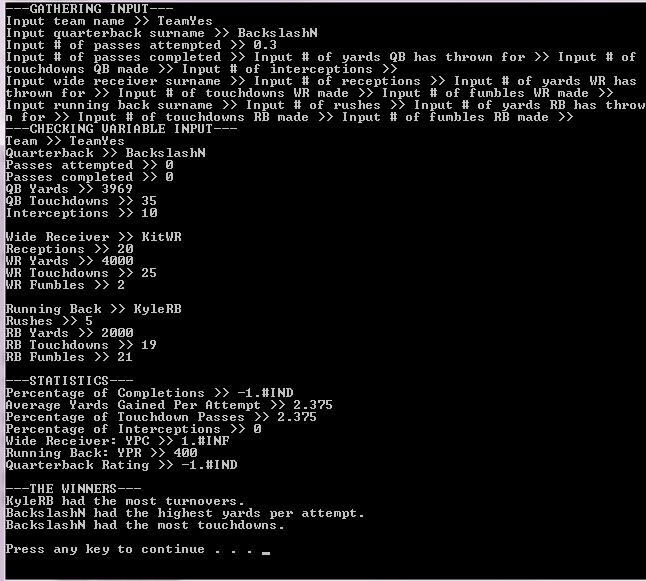 ---GATHERING INPUT---
Input team name >> TeamYes
Input quarterback surname >> BackslashN
Input # of passes attempted >> 0.3
Input # of passes completed >> Input # of yards QB has thrown for >> Input # of
touchdowns QB made >> Input # of interceptions >>
Input wide receiver surname >> Input # of receptions >> Input # of yards WR has
thrown for >> Input # of touchdowns WR made >> Input # of fumbles WR made >>
Input running back surname >> Input # of rushes >> Input # of yards RB has throw
n for >> Input # of touchdowns RB made >> Input # of fumbles RB made >>
---CHECKING VARIABLE INPUT---
Team >> TeamYes
Quarterback >> BackslashN
Passes attempted >> 0
Passes completed >> 0
QB Yards >> 3969
QB Touchdowns >> 35
Interceptions >> 10
Wide Receiver >> KitWR
Receptions >> 20
WR Yards >> 4000
WR Touchdowns >> 25
WR Fumbles >> 2
Running Back >> KyleRB
Rushes >> 5
RB Yards >> 2000
RB Touchdowns >> 19
RB Fumbles >> 21
---STATISTICS---
Percentage of Completions >> -1.#IND
Average Yards Gained Per Attempt >> 2.375
Percentage of Touchdown Passes >> 2.375
Percentage of Interceptions >> 0
Wide Receiver: YPC >> 1.#INF
Running Back: YPR >> 400
Quarterback Rating >> -1.#IND
---THE WINNERS---
KyleRB had the most turnovers.
BackslashN had the highest yards per attempt.
BackslashN had the most touchdowns.
Press any key to continue . . . _